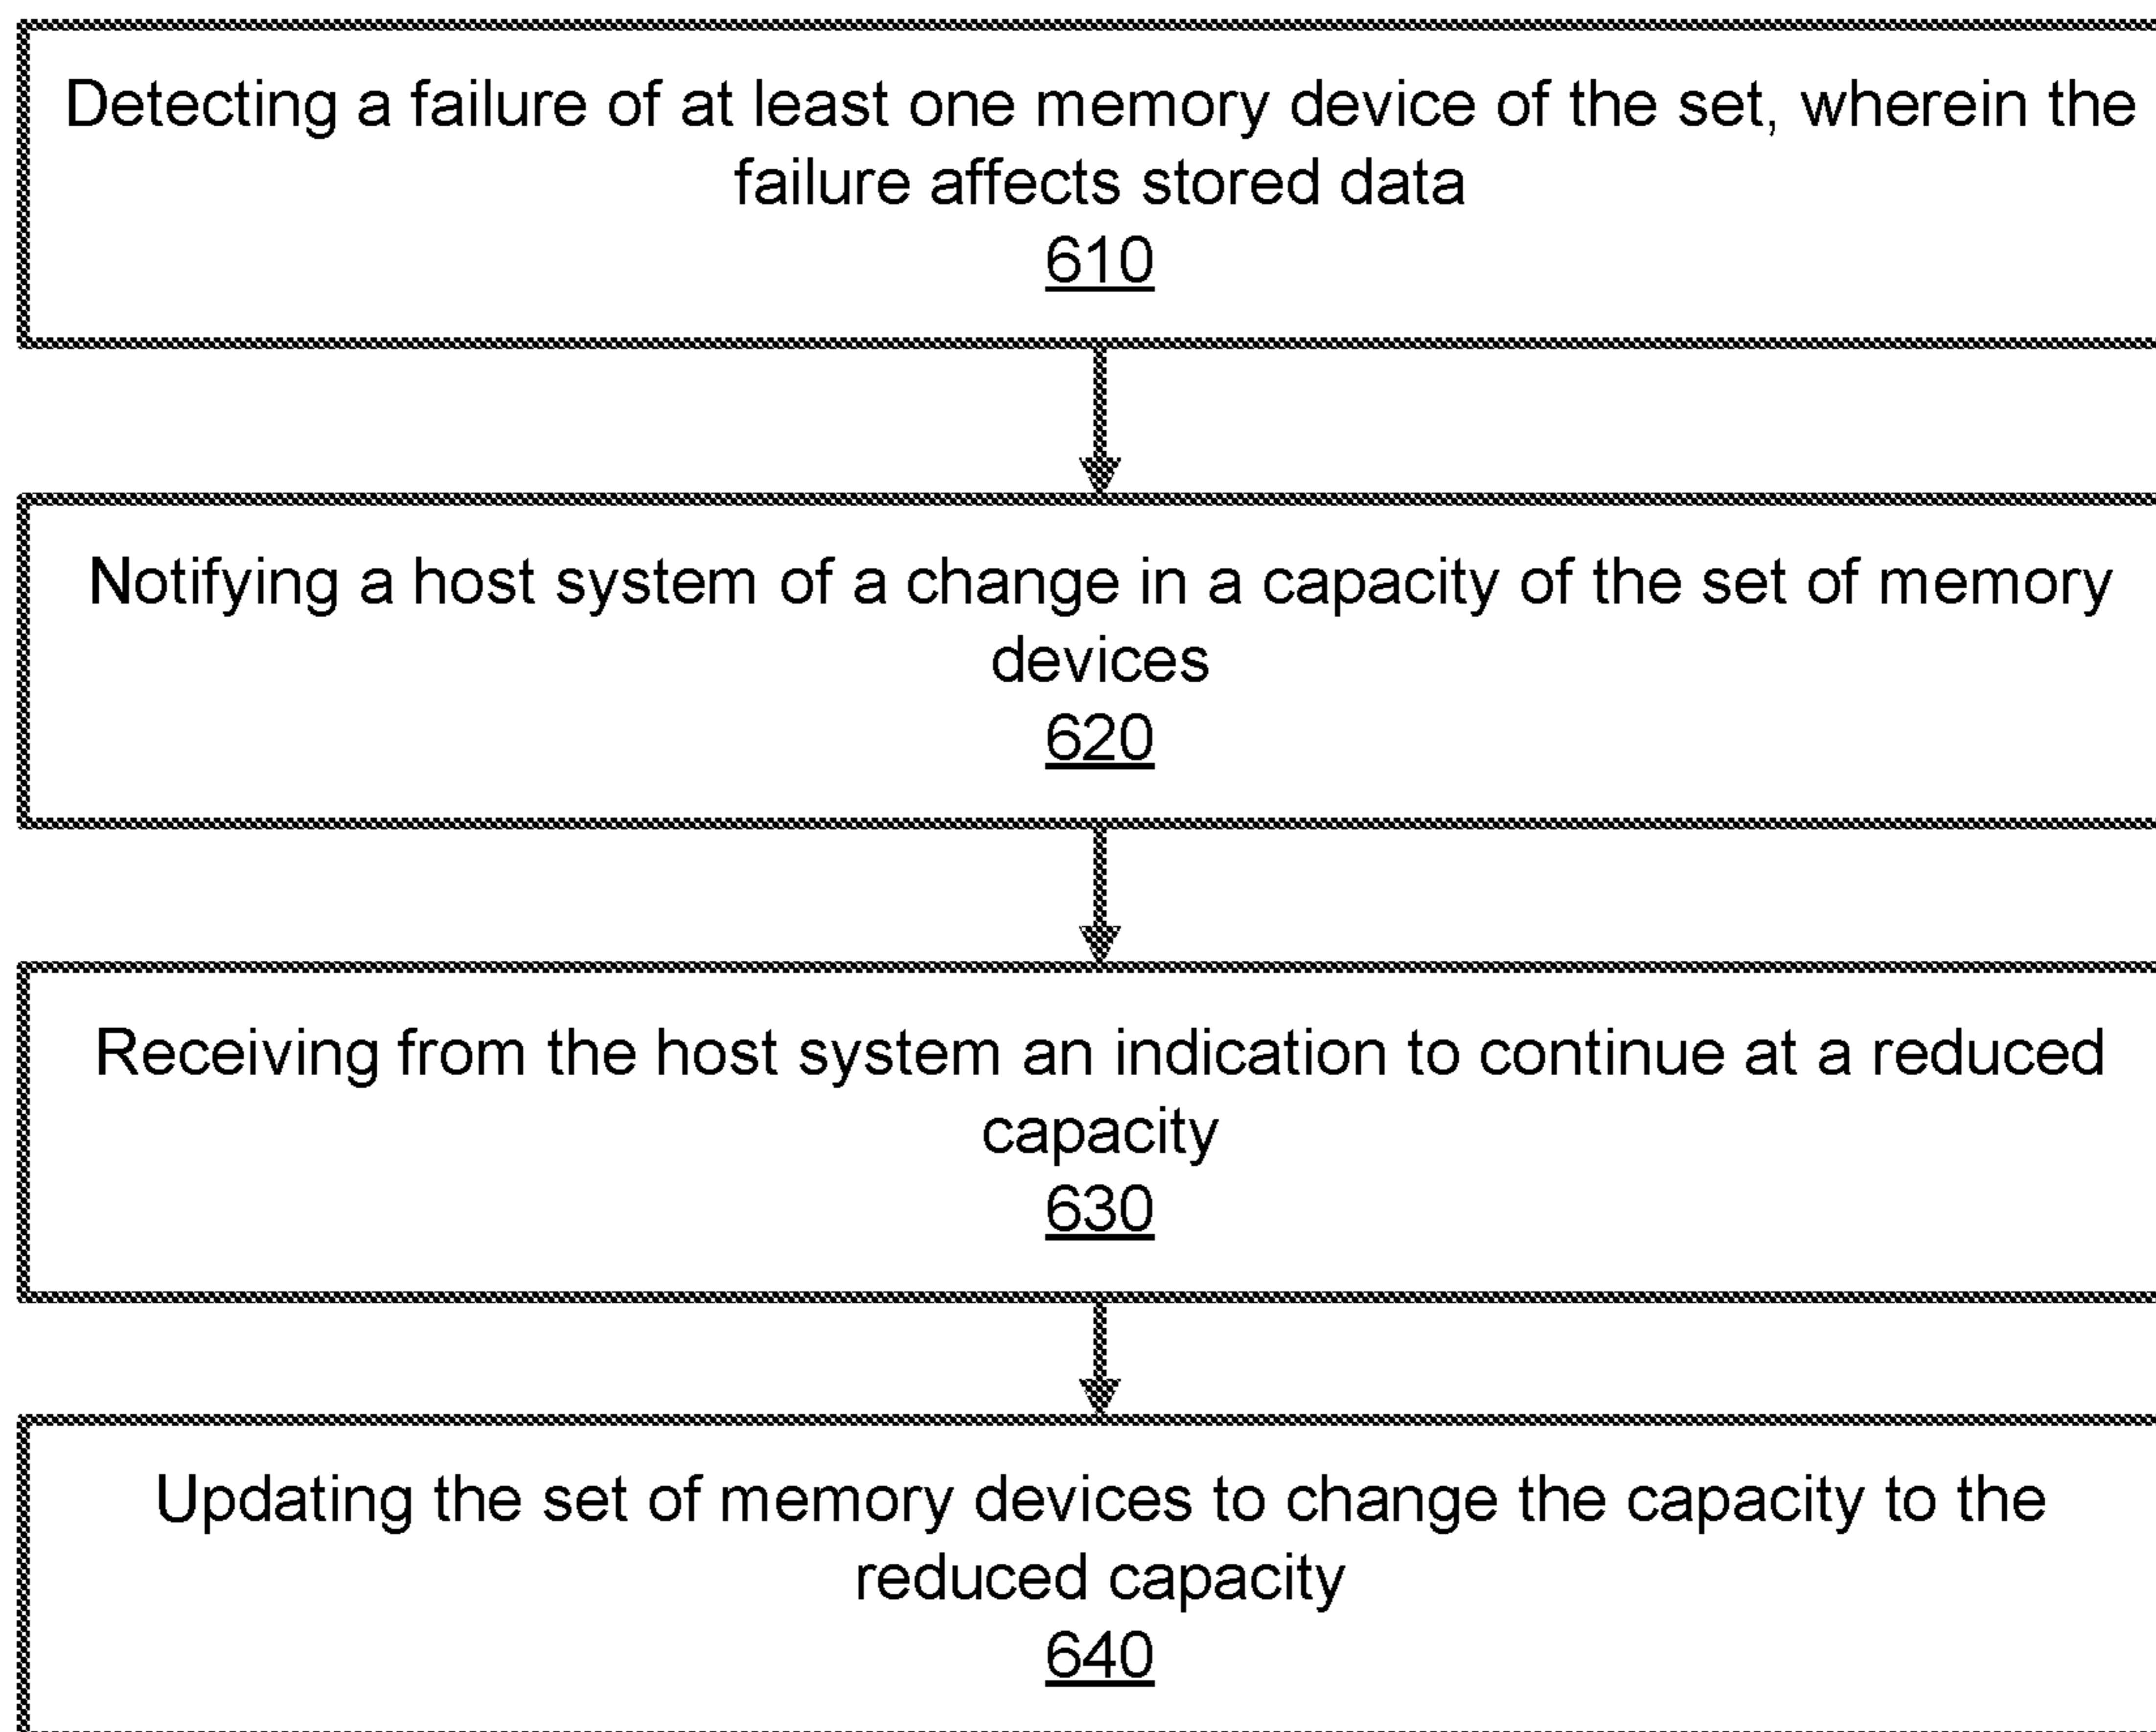 Detecting a failure of at least one memory device of the set, wherein the
failure affects stored data
610
Notifying a host system of a change in a capacity of the set of memory
devices
620
Receiving from the host system an indication to continue at a reduced
capacity
630
Updating the set of memory devices to change the capacity to the
reduced capacity
640